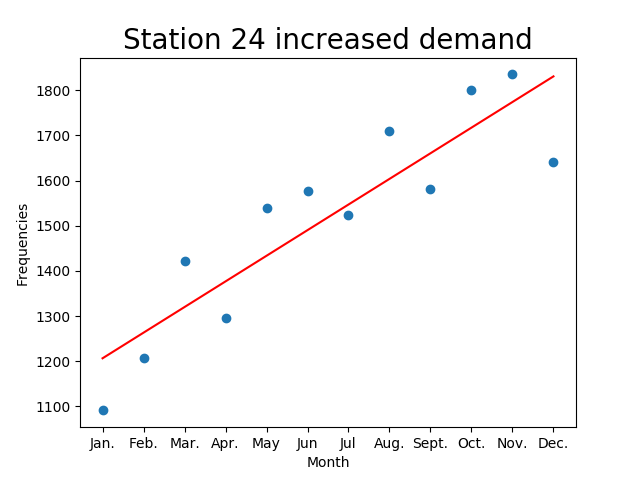 Station 24 increased demand
1800
1700
1600
1500
1400
1300
1200
1100
Frequencies
Jan. Feb. Mar. Apr. May Jun Jul Aug. Sept. Oct. Nov. Dec.
Month